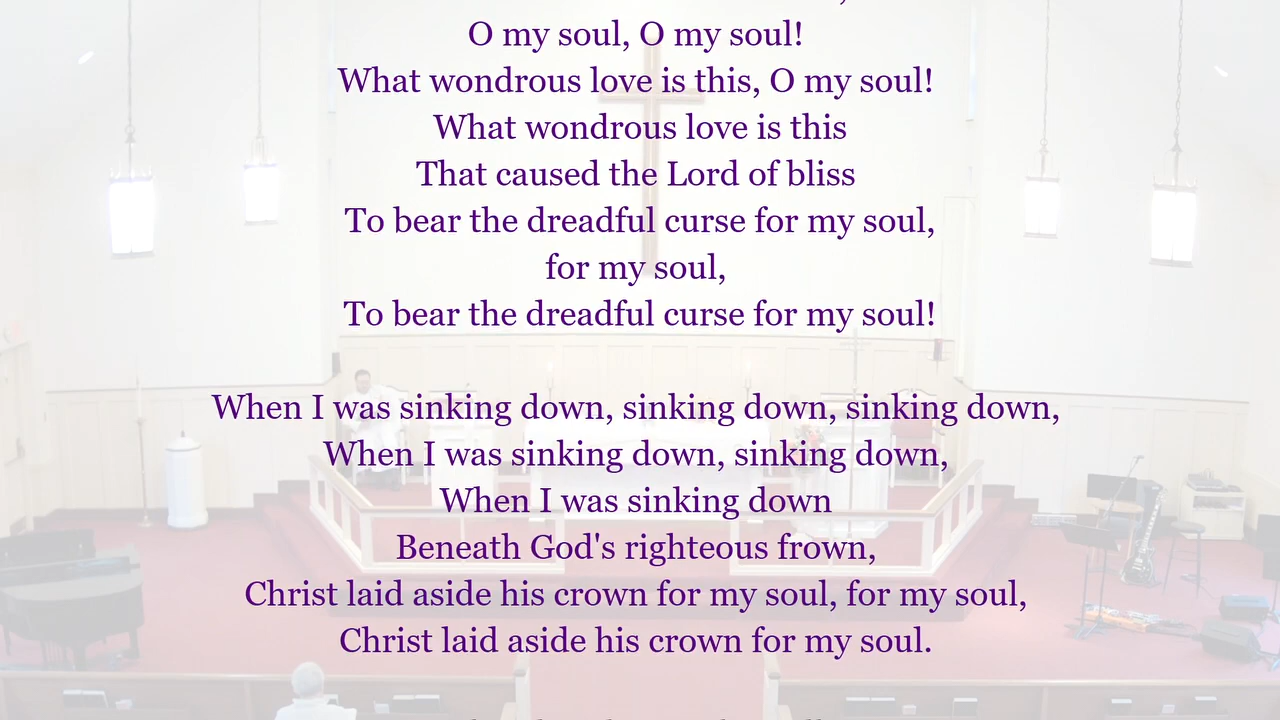 O my soul, O my soul!
What wondrous love is this, O my soul!
What wondrous love is this
That caused the Lord of bliss
To bear the dreadful curse for my soul,
for my soul,
To bear the dreadful curse for my soul!
When I was sinking down, sinking down, sinking down,
When I was sinking down, sinking down,
When I was sinking down
Beneath God's righteous frown,
Christ laid aside his crown for my soul, for my soul,
Christ laid aside his crown for my soul.